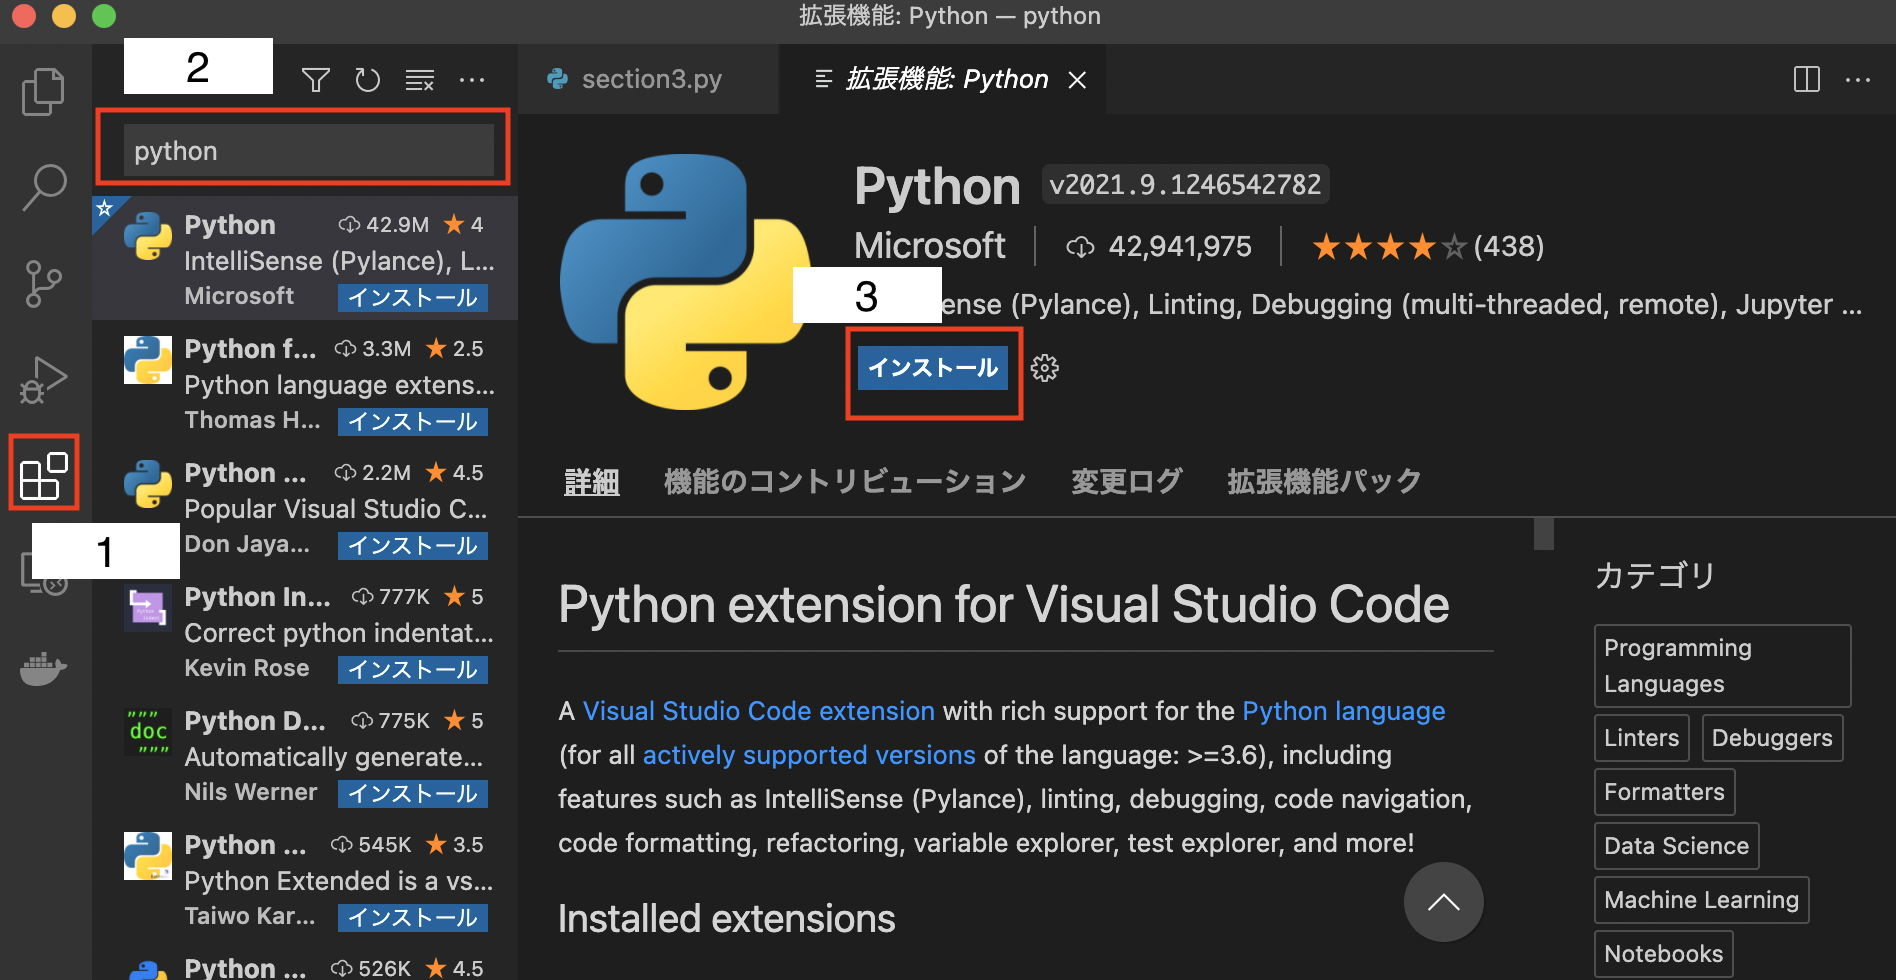 拡張機能: Python — python
2
python
Python 42.9M ★ 4
IntelliSense (Pylance), L...
Microsoft インストール
Python f... 3.3M ★ 2.5
Python language extens...
Thomas H... インストール
Python ... 2.2M ★ 4.5
Popular Visual Studio C...
Don Jaya... インストール
1
Python In... 777K ★ 5
Correct python indentat...
Kevin Rose インストール
"""
doc
"""
Python D... 775K ★ 5
Automatically generate...
Nils Werner インストール
Python ... 545K ★ 3.5
Python Extended is a vs...
Taiwo Kar... インストール
Python ... 526K ★ 4.5
section3.py
拡張機能: Python
Python v2021.9.1246542782
Microsoft 42,941,975 ★★★★☆(438)
3
ense (Pylance), Linting, Debugging (multi-threaded, remote), Jupyter ...
インストール
詳細 機能のコントリビューション 変更ログ 拡張機能パック
Python extension for Visual Studio Code
A Visual Studio Code extension with rich support for the Python language
(for all actively supported versions of the language: >=3.6), including
features such as IntelliSense (Pylance), linting, debugging, code navigation,
code formatting, refactoring, variable explorer, test explorer, and more!
Installed extensions
カテゴリ
Programming
Languages
Linters Debuggers
Formatters
Data Science
Machine Learning
Notebooks